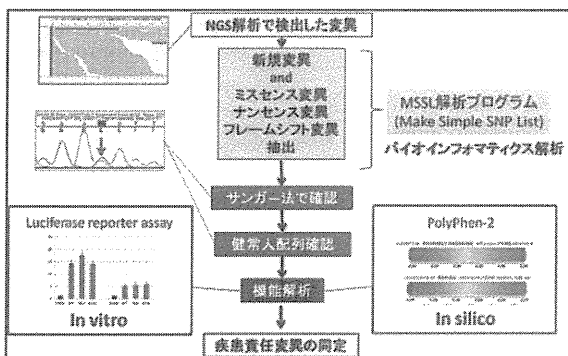 NGS解析で検出した変異
新規変異
and
ミスセンス変異
ナンセンス変異
フレームシフト変異
抽出
MSSL解析プログラム
(Make Simple SNP List)
バイオインフォマティクス解析
サンガー法で確認
健常人配列確認
機能解析
疾患責任変異の同定
Luciferase reporter assay
In vitro
PolyPhen-2
In silico